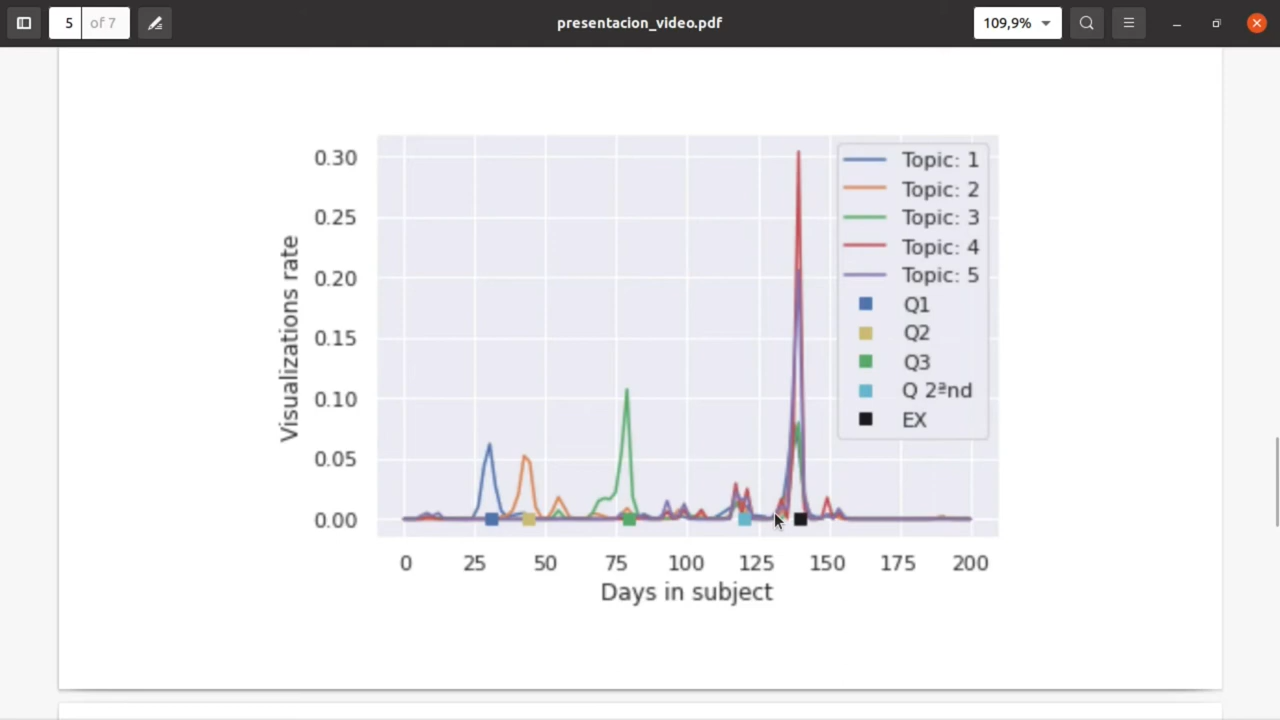 5 of 7
presentacion_video.pdf
109,9%
Visualizations rate
0.30
0.25
0.20
0.15
0.10
0.05
0.00
0 25 50 75 100 125 150 175 200
Days in subject
Topic: 1
Topic: 2
Topic: 3
Topic: 4
Topic: 5
Q1
Q2
Q3
Q 2ªnd
EX